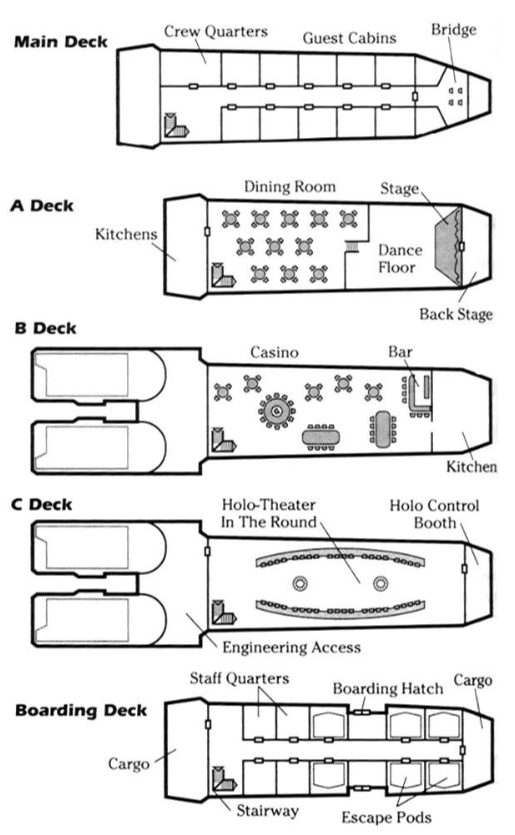 Main Deck
Crew Quarters
Guest Cabins
Bridge
A Deck
Dining Room
Stage
Kitchens
Dance
Floor
Back Stage
B Deck
Casino
Bar
Kitchen
C Deck
Holo-Theater
In The Round
Holo Control
Booth
Engineering Access
Boarding Deck
Staff Quarters
Boarding Hatch
Cargo
Cargo
Stairway
Escape Pods